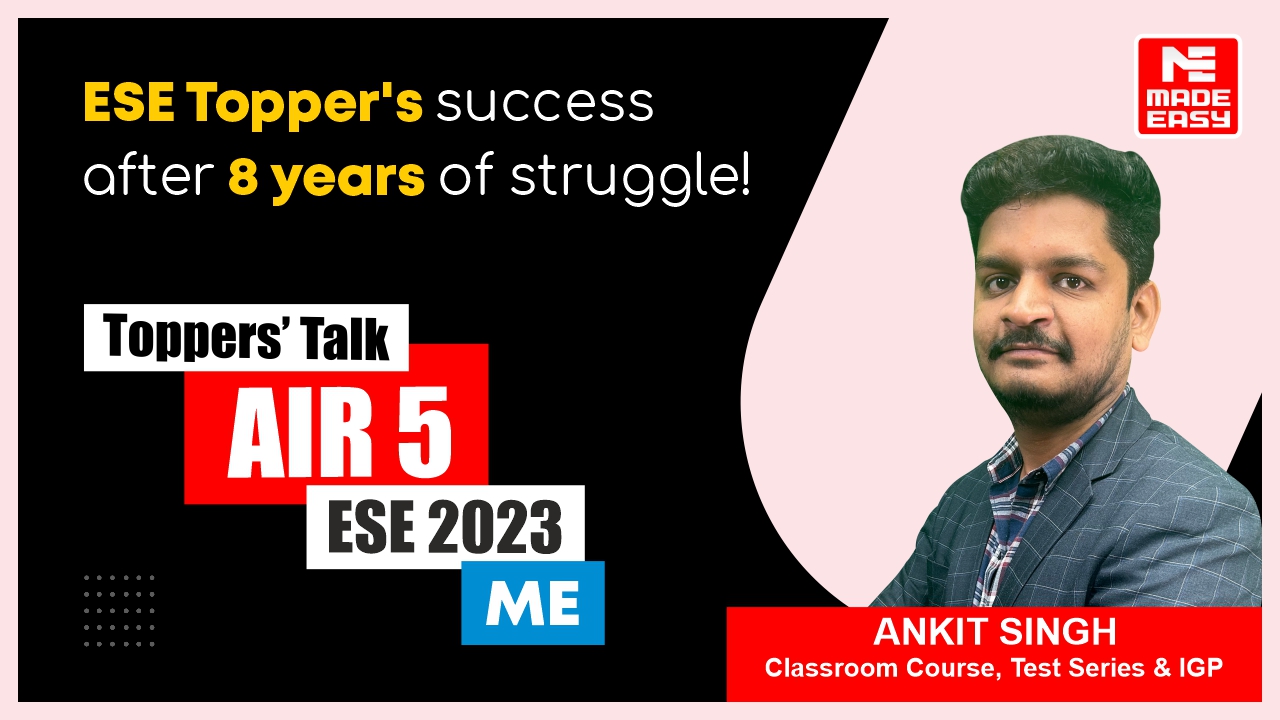 ESE Topper's success
after 8 years of struggle!
ME
MADE
EASY
Toppers’ Talk
AIR 5
ESE 2023
ME
ANKIT SINGH
Classroom Course, Test Series & IGP